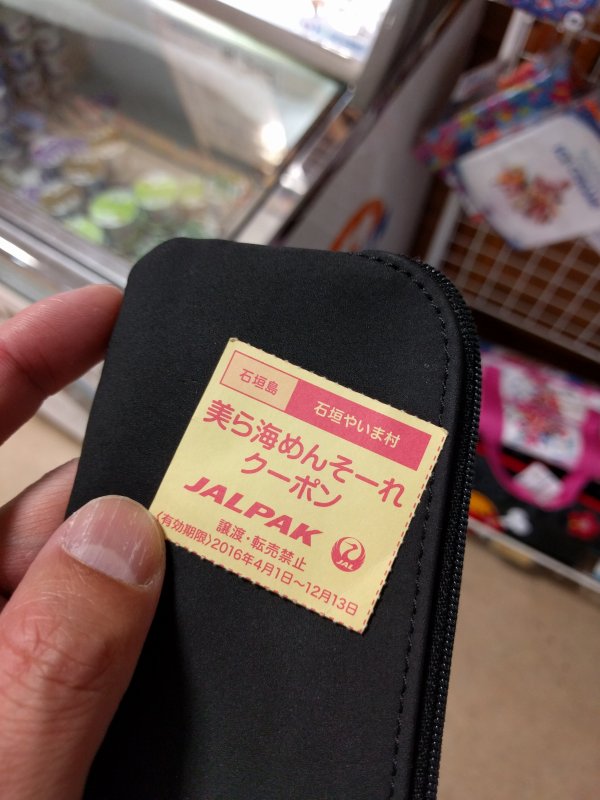 石垣島 石垣やいま村
美ら海めんそーれ
クーポン
JALPAK
譲渡・転売禁止
JAL
〈有効期限〉2016年4月1日～12月13日